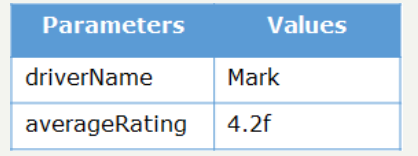 Parameters Values
driverName Mark
averageRating 4.2f